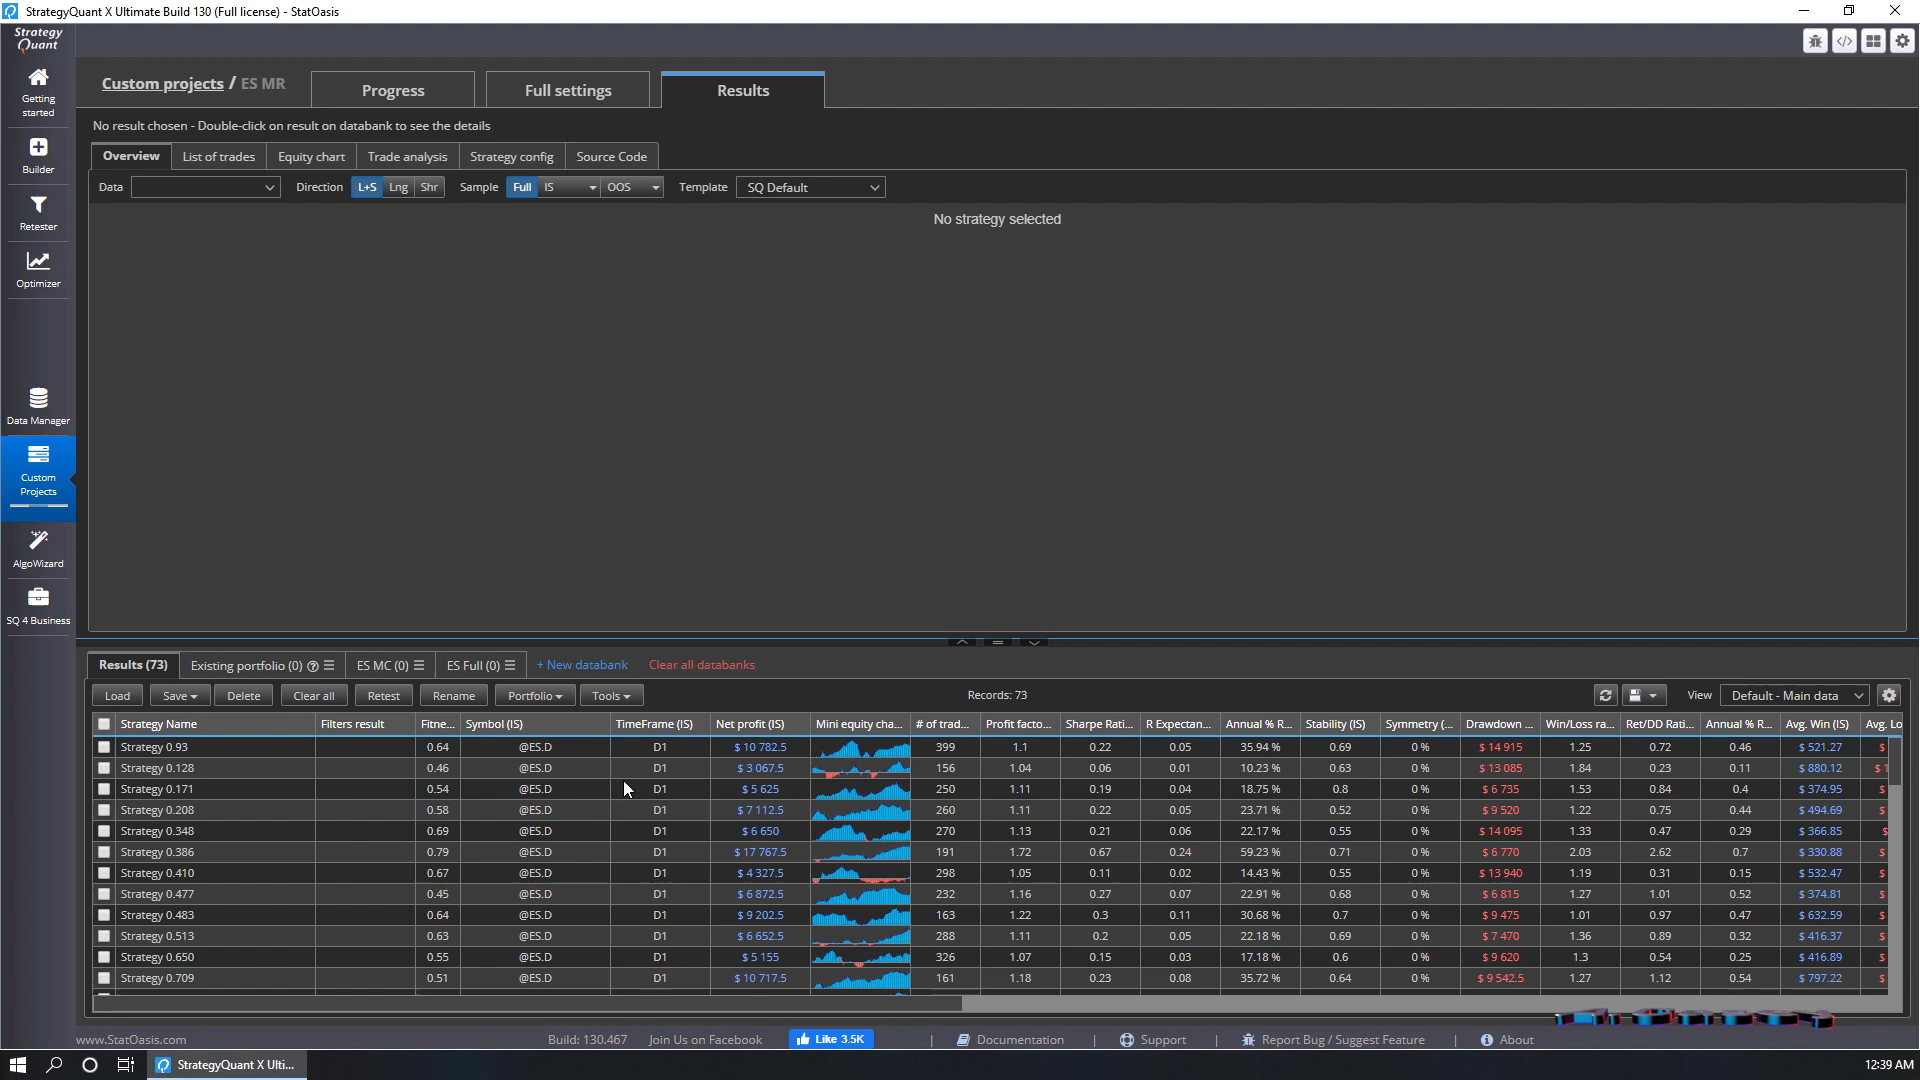 StrategyQuant X Ultimate Build 130 (Full license) - StatOasis
Strategy
Quant
Getting
started
Builder
Retester
Optimizer
Data Manager
Custom
Projects
AlgoWizard
SQ 4 Business
Custom projects / ES MR
Progress
Full settings
Results
No result chosen - Double-click on result on databank to see the details
Overview List of trades Equity chart Trade analysis Strategy config Source Code
Data Direction L+S Lng Shr Sample Full IS OOS Template SQ Default
No strategy selected
Results (73) Existing portfolio (0) ES MC (0) ES Full (0) + New databank Clear all databanks
Load Save Delete Clear all Retest Rename Portfolio Tools Records: 73 View Default - Main data
Strategy Name Filters result Fitne... Symbol (IS) TimeFrame (IS) Net profit (IS) Mini equity cha... # of trad... Profit facto... Sharpe Rati... R Expectan... Annual % R... Stability (IS) Symmetry (... Drawdown ... Win/Loss ra... Ret/DD Rati... Annual % R... Avg. Win (IS) Avg. Lo
Strategy 0.93 0.64 @ES.D D1 $ 10 782.5 399 1.1 0.22 0.05 35.94 % 0.69 0 % $ 14 915 1.25 0.72 0.46 $ 521.27 $
Strategy 0.128 0.46 @ES.D D1 $ 3 067.5 156 1.04 0.06 0.01 10.23 % 0.63 0 % $ 13 085 1.84 0.23 0.11 $ 880.12 $ 1
Strategy 0.171 0.54 @ES.D D1 $ 5 625 250 1.11 0.19 0.04 18.75 % 0.8 0 % $ 6 735 1.53 0.84 0.4 $ 374.95 $
Strategy 0.208 0.58 @ES.D D1 $ 7 112.5 260 1.11 0.22 0.05 23.71 % 0.52 0 % $ 9 520 1.22 0.75 0.44 $ 494.69 $
Strategy 0.348 0.69 @ES.D D1 $ 6 650 270 1.13 0.21 0.06 22.17 % 0.55 0 % $ 14 095 1.33 0.47 0.29 $ 366.85 $
Strategy 0.386 0.79 @ES.D D1 $ 17 767.5 191 1.72 0.67 0.24 59.23 % 0.71 0 % $ 6 770 2.03 2.62 0.7 $ 330.88 $
Strategy 0.410 0.67 @ES.D D1 $ 4 327.5 298 1.05 0.11 0.02 14.43 % 0.55 0 % $ 13 940 1.19 0.31 0.15 $ 532.47 $
Strategy 0.477 0.45 @ES.D D1 $ 6 872.5 232 1.16 0.27 0.07 22.91 % 0.68 0 % $ 6 815 1.27 1.01 0.52 $ 374.81 $
Strategy 0.483 0.64 @ES.D D1 $ 9 202.5 163 1.22 0.3 0.11 30.68 % 0.7 0 % $ 9 475 1.01 0.97 0.47 $ 632.59 $
Strategy 0.513 0.63 @ES.D D1 $ 6 652.5 288 1.11 0.2 0.05 22.18 % 0.69 0 % $ 7 470 1.36 0.89 0.32 $ 416.37 $
Strategy 0.650 0.55 @ES.D D1 $ 5 155 326 1.07 0.15 0.03 17.18 % 0.6 0 % $ 9 620 1.3 0.54 0.25 $ 416.89 $
Strategy 0.709 0.51 @ES.D D1 $ 10 717.5 161 1.18 0.23 0.08 35.72 % 0.64 0 % $ 9 542.5 1.27 1.12 0.54 $ 797.22 $
www.StatOasis.com Build: 130.467 Join Us on Facebook Like 3.5K | Documentation | Support | Report Bug / Suggest Feature | About
StrategyQuant X Ulti... 12:39 AM